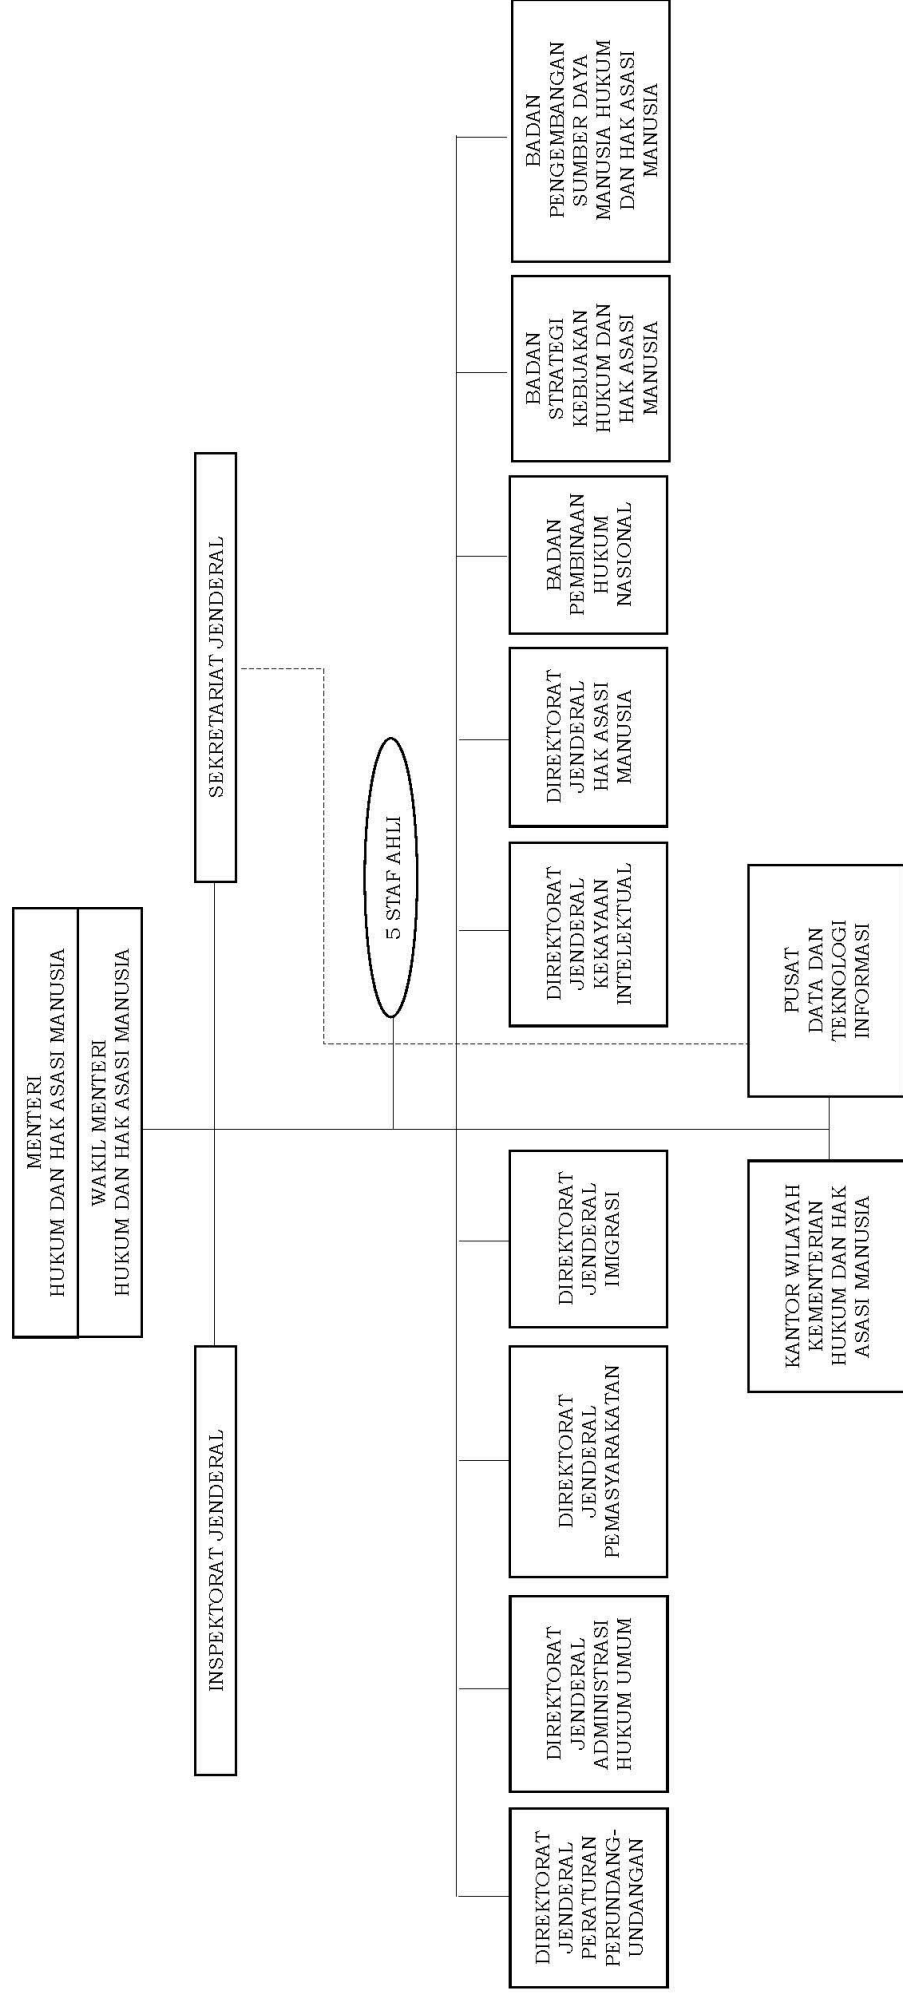 MENTERI
HUKUM DAN HAK ASASI MANUSIA
WAKIL MENTERI
HUKUM DAN HAK ASASI MANUSIA
INSPEKTORAT JENDERAL
SEKRETARIAT JENDERAL
5 STAF AHLI
DIREKTORAT
JENDERAL
PERATURAN
PERUNDANG-
UNDANGAN
DIREKTORAT
JENDERAL
ADMINISTRASI
HUKUM UMUM
DIREKTORAT
JENDERAL
PEMASYARAKATAN
DIREKTORAT
JENDERAL
IMIGRASI
DIREKTORAT
JENDERAL
KEKAYAAN
INTELEKTUAL
DIREKTORAT
JENDERAL
HAK ASASI
MANUSIA
BADAN
PEMBINAAN
HUKUM
NASIONAL
BADAN
STRATEGI
KEBIJAKAN
HUKUM DAN
HAK ASASI
MANUSIA
BADAN
PENGEMBANGAN
SUMBER DAYA
MANUSIA HUKUM
DAN HAK ASASI
MANUSIA
KANTOR WILAYAH
KEMENTERIAN
HUKUM DAN HAK
ASASI MANUSIA
PUSAT
DATA DAN
TEKNOLOGI
INFORMASI